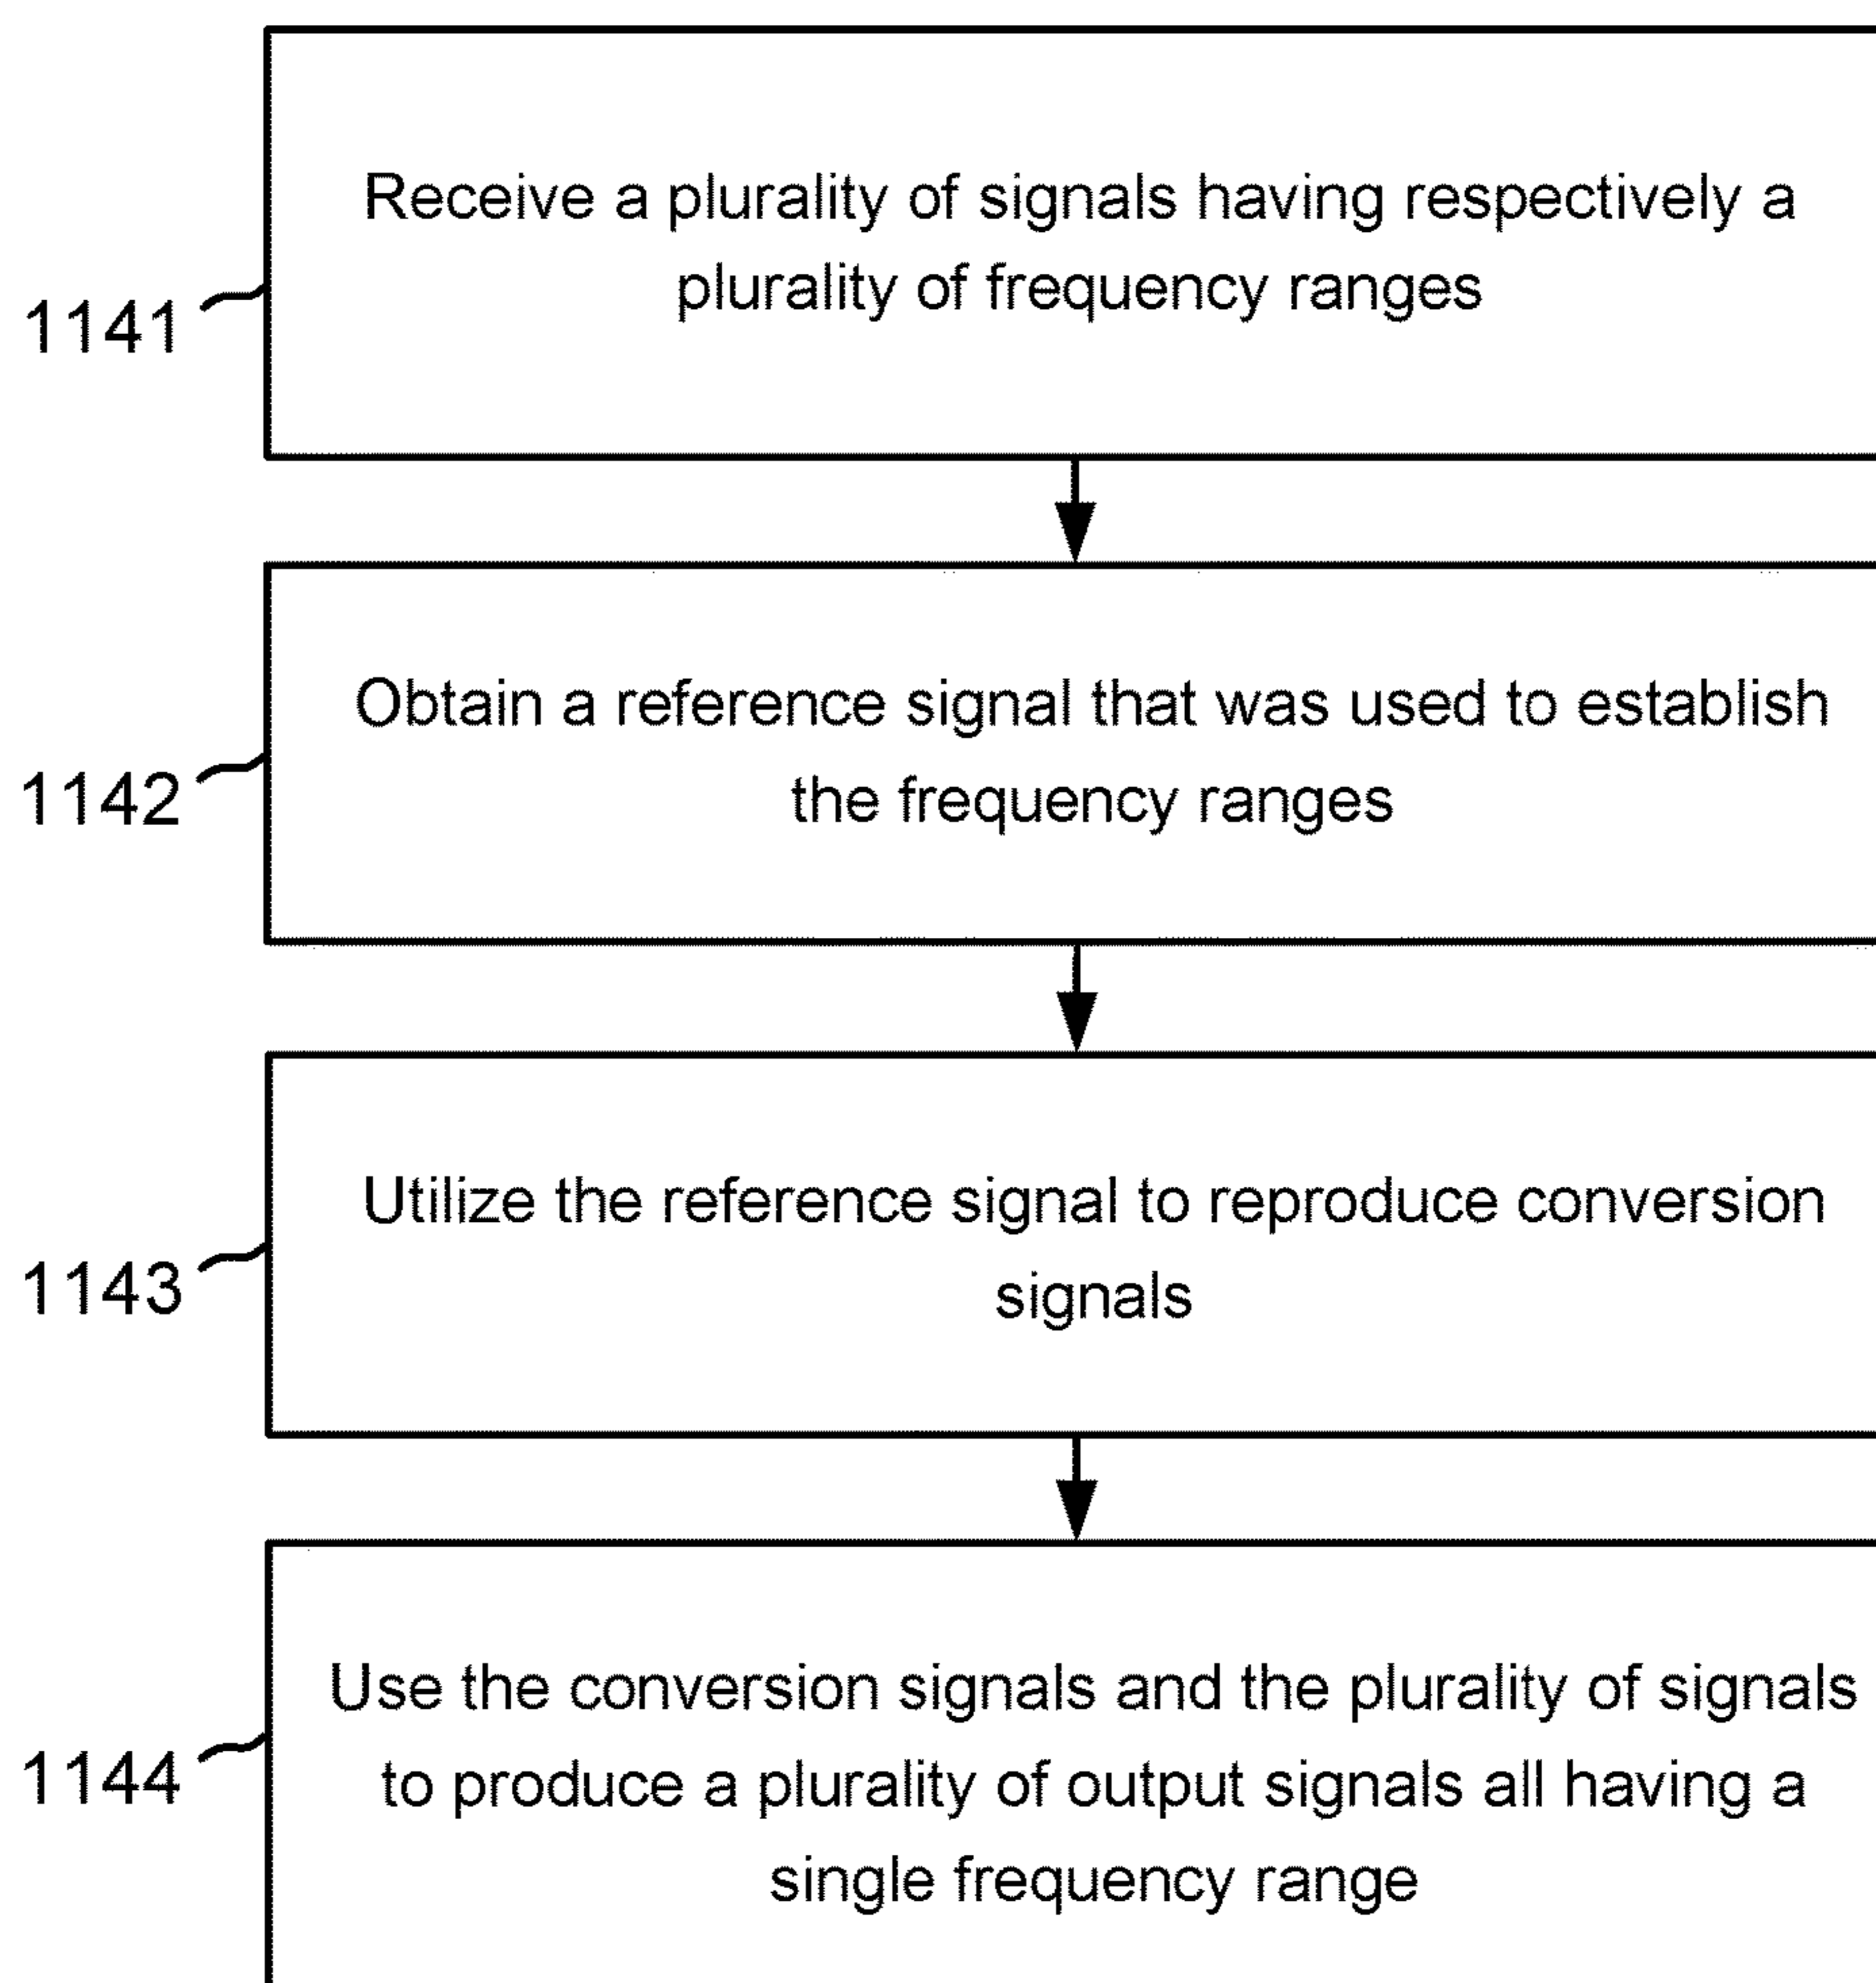 Receive a plurality of signals having respectively a
plurality of frequency ranges
1141
Obtain a reference signal that was used to establish
the frequency ranges
1142
Utilize the reference signal to reproduce conversion
signals
1143
Use the conversion signals and the plurality of signals
to produce a plurality of output signals all having a
single frequency range
1144